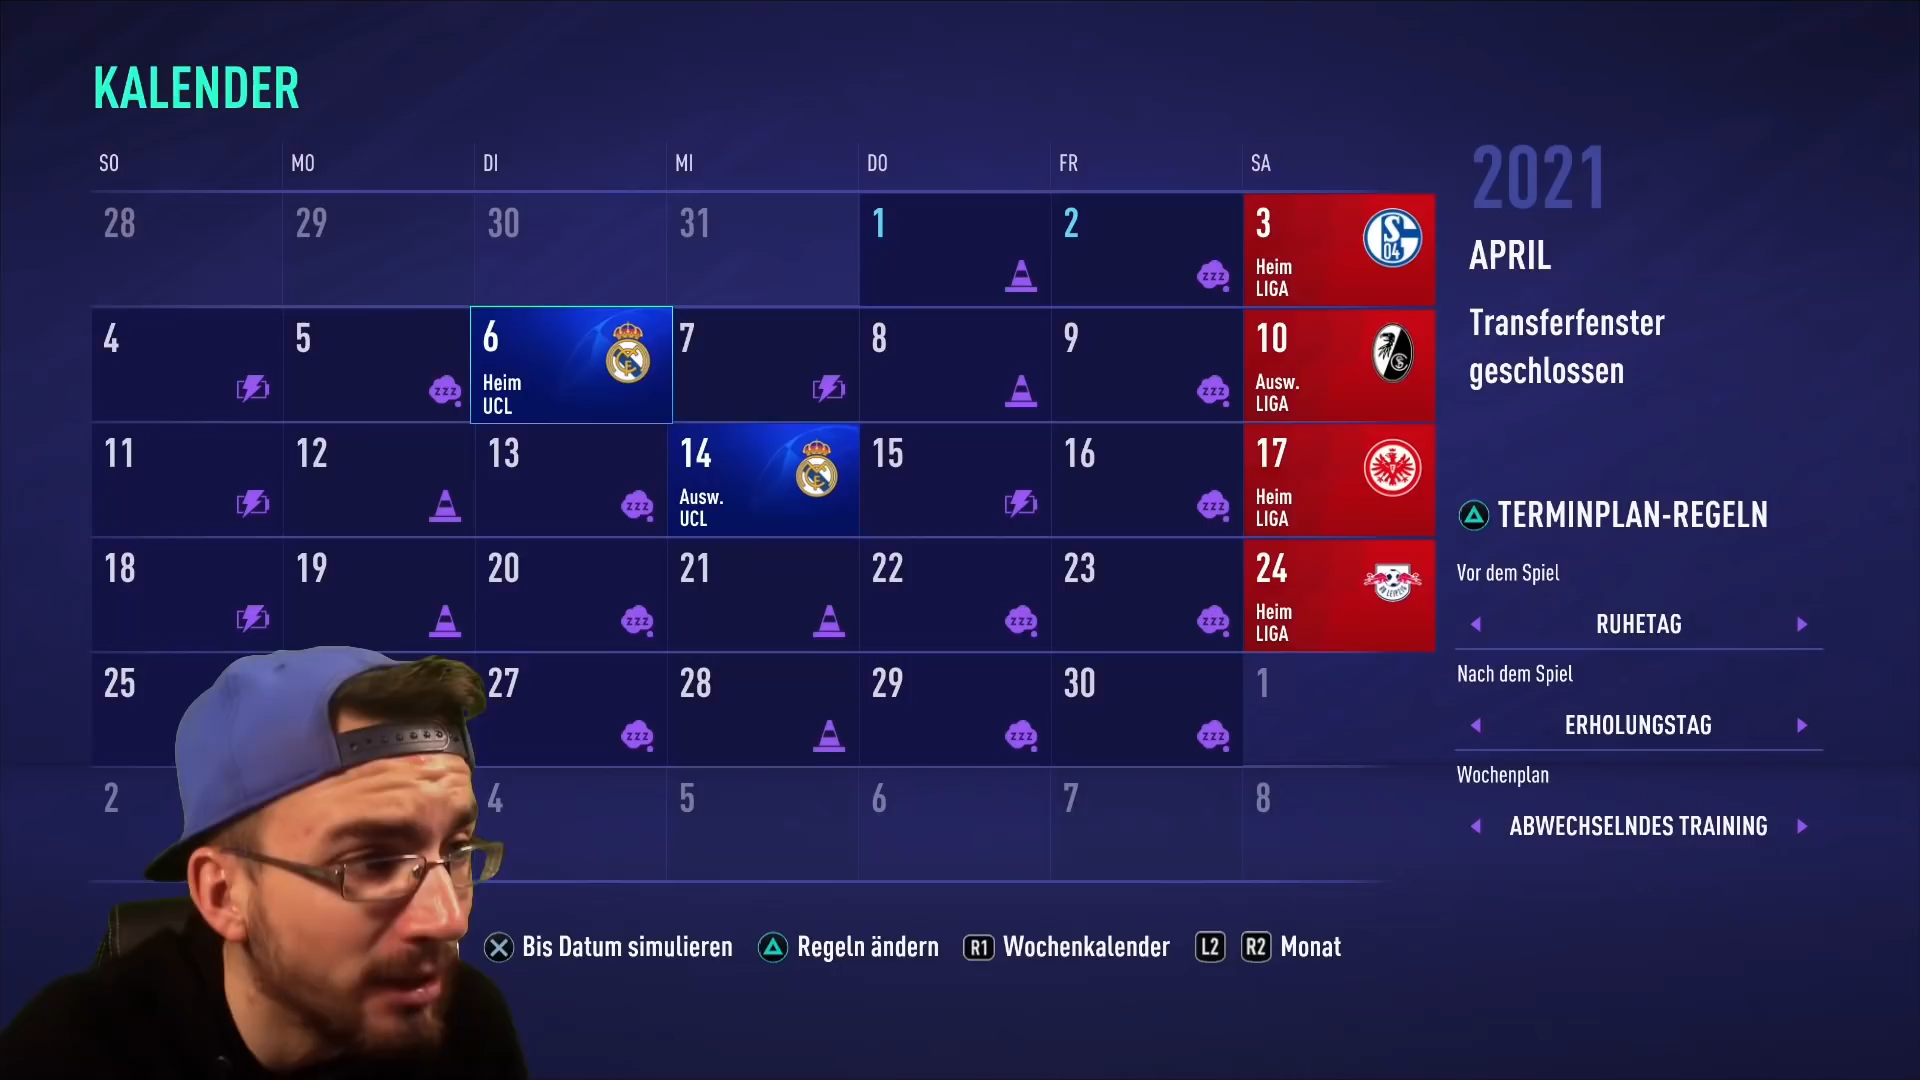 KALENDER
SO MO DI MI DO FR SA
28 29 30 31 1 2 3
Heim
LIGA
4 5 6 7 8 9 10
Heim
UCL
Ausw.
LIGA
11 12 13 14 15 16 17
Ausw.
UCL
Heim
LIGA
18 19 20 21 22 23 24
Heim
LIGA
25 27 28 29 30 1
2 4 5 6 7 8
2021
APRIL
Transferfenster
geschlossen
TERMINPLAN-REGELN
Vor dem Spiel
RUHETAG
Nach dem Spiel
ERHOLUNGSTAG
Wochenplan
ABWECHSELNDES TRAINING
Bis Datum simulieren Regeln ändern R1 Wochenkalender L2 R2 Monat